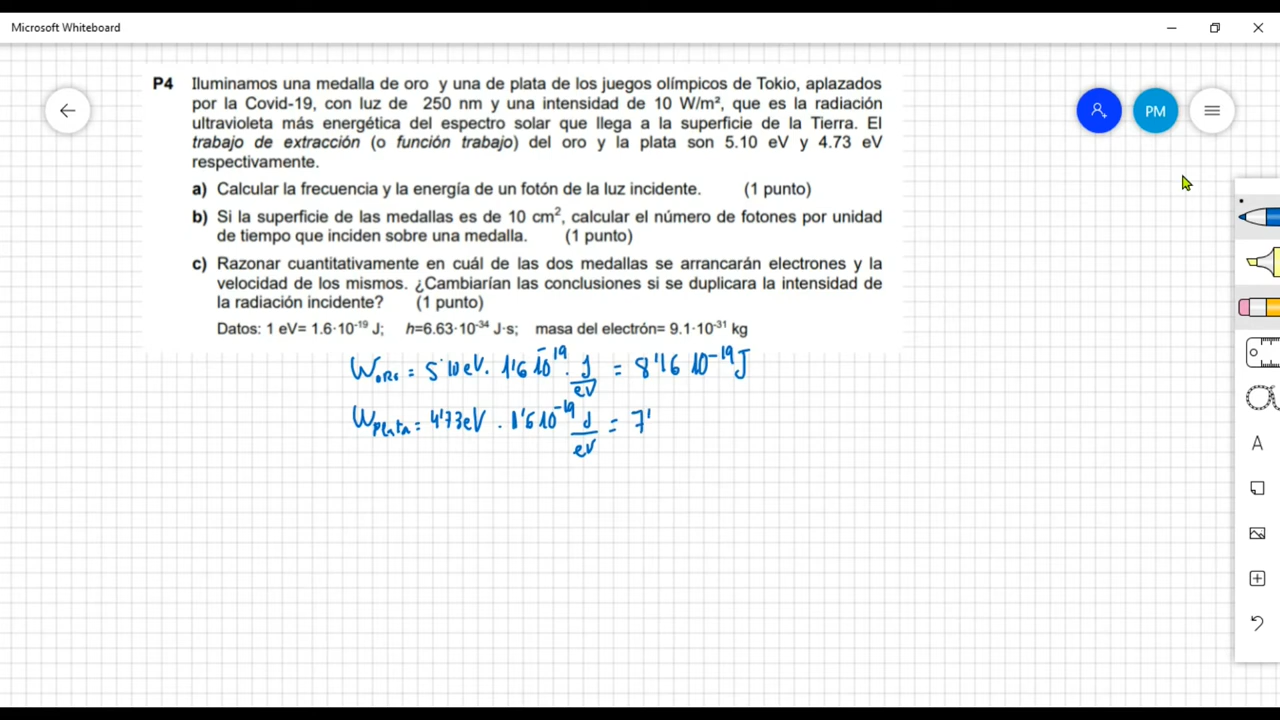 Microsoft Whiteboard
P4 Iluminamos una medalla de oro y una de plata de los juegos olímpicos de Tokio, aplazados
por la Covid-19, con luz de 250 nm y una intensidad de 10 W/m², que es la radiación
ultravioleta más energética del espectro solar que llega a la superficie de la Tierra. El
trabajo de extracción (o función trabajo) del oro y la plata son 5.10 eV y 4.73 eV
respectivamente.
a) Calcular la frecuencia y la energía de un fotón de la luz incidente. (1 punto)
b) Si la superficie de las medallas es de 10 cm², calcular el número de fotones por unidad
de tiempo que inciden sobre una medalla. (1 punto)
c) Razonar cuantitativamente en cuál de las dos medallas se arrancarán electrones y la
velocidad de los mismos. ¿Cambiarían las conclusiones si se duplicara la intensidad de
la radiación incidente? (1 punto)
Datos: 1 eV= 1.6·10⁻¹⁹ J; h=6.63·10⁻³⁴ J·s; masa del electrón= 9.1·10⁻³¹ kg
W_oro = 5'10 eV · 1'6 10⁻¹⁹ · J/eV = 8'16 10⁻¹⁹ J
W_Plata = 4'73 eV · 1'6 10⁻¹⁹ J/eV = 7'
PM
A